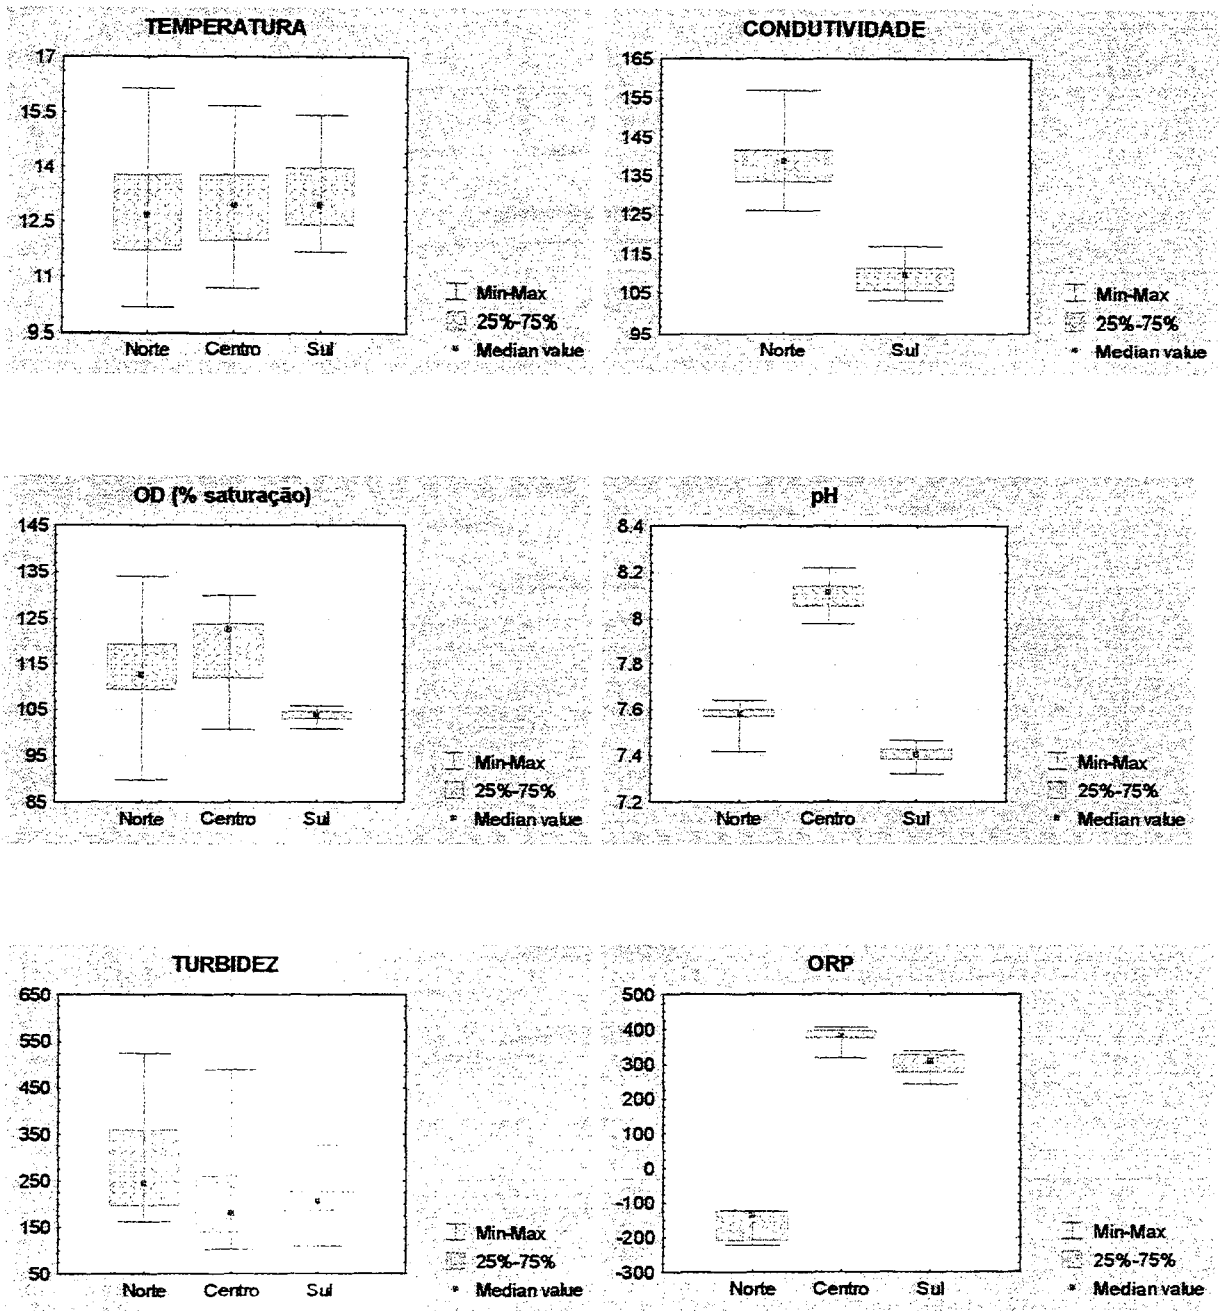 TEMPERATURA
17
15.5
14
12.5
11
9.5
Norte Centro Sul
Min-Max
25%-75%
Median value
CONDUTIVIDADE
165
155
145
135
125
115
105
95
Norte Sul
Min-Max
25%-75%
Median value
OD (% saturação)
145
135
125
115
105
95
85
Norte Centro Sul
Min-Max
25%-75%
Median value
pH
8.4
8.2
8
7.8
7.6
7.4
7.2
Norte Centro Sul
Min-Max
25%-75%
Median value
TURBIDEZ
650
550
450
350
250
150
50
Norte Centro Sul
Min-Max
25%-75%
Median value
ORP
500
400
300
200
100
0
-100
-200
-300
Norte Centro Sul
Min-Max
25%-75%
Median value